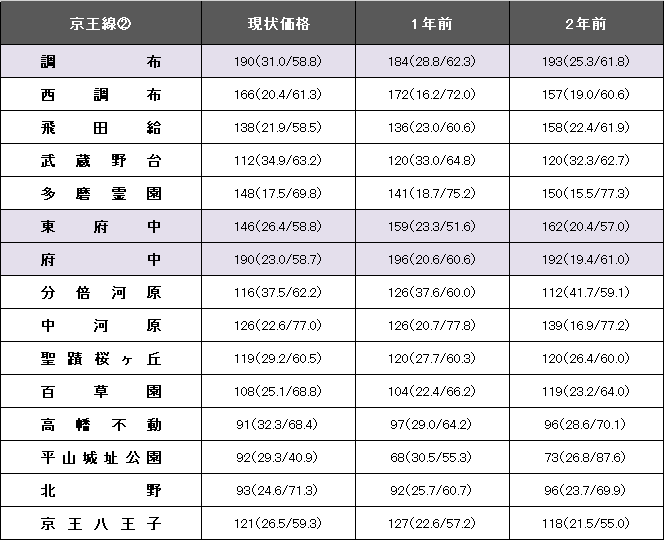 京王線② 現状価格 1年前 2年前
調布 190(31.0/58.8) 184(28.8/62.3) 193(25.3/61.8)
西調布 166(20.4/61.3) 172(16.2/72.0) 157(19.0/60.6)
飛田給 138(21.9/58.5) 136(23.0/60.6) 158(22.4/61.9)
武蔵野台 112(34.9/63.2) 120(33.0/64.8) 120(32.3/62.7)
多磨霊園 148(17.5/69.8) 141(18.7/75.2) 150(15.5/77.3)
東府中 146(26.4/58.8) 159(23.3/51.6) 162(20.4/57.0)
府中 190(23.0/58.7) 196(20.6/60.6) 192(19.4/61.0)
分倍河原 116(37.5/62.2) 126(37.6/60.0) 112(41.7/59.1)
中河原 126(22.6/77.0) 126(20.7/77.8) 139(16.9/77.2)
聖蹟桜ヶ丘 119(29.2/60.5) 120(27.7/60.3) 120(26.4/60.0)
百草園 108(25.1/68.8) 104(22.4/66.2) 119(23.2/64.0)
高幡不動 91(32.3/68.4) 97(29.0/64.2) 96(28.6/70.1)
平山城址公園 92(29.3/40.9) 68(30.5/55.3) 73(26.8/87.6)
北野 93(24.6/71.3) 92(25.7/60.7) 96(23.7/69.9)
京王八王子 121(26.5/59.3) 127(22.6/57.2) 118(21.5/55.0)